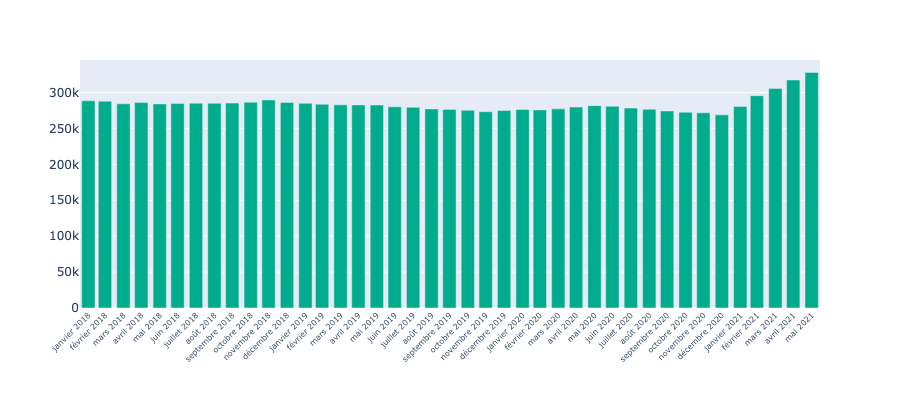 300k
250k
200k
150k
100k
50k
0
janvier 2018
février 2018
mars 2018
avril 2018
mai 2018
juin 2018
juillet 2018
août 2018
septembre 2018
octobre 2018
novembre 2018
décembre 2018
janvier 2019
février 2019
mars 2019
avril 2019
mai 2019
juin 2019
juillet 2019
août 2019
septembre 2019
octobre 2019
novembre 2019
décembre 2019
janvier 2020
février 2020
mars 2020
avril 2020
mai 2020
juin 2020
juillet 2020
août 2020
septembre 2020
octobre 2020
novembre 2020
décembre 2020
janvier 2021
février 2021
mars 2021
avril 2021
mai 2021